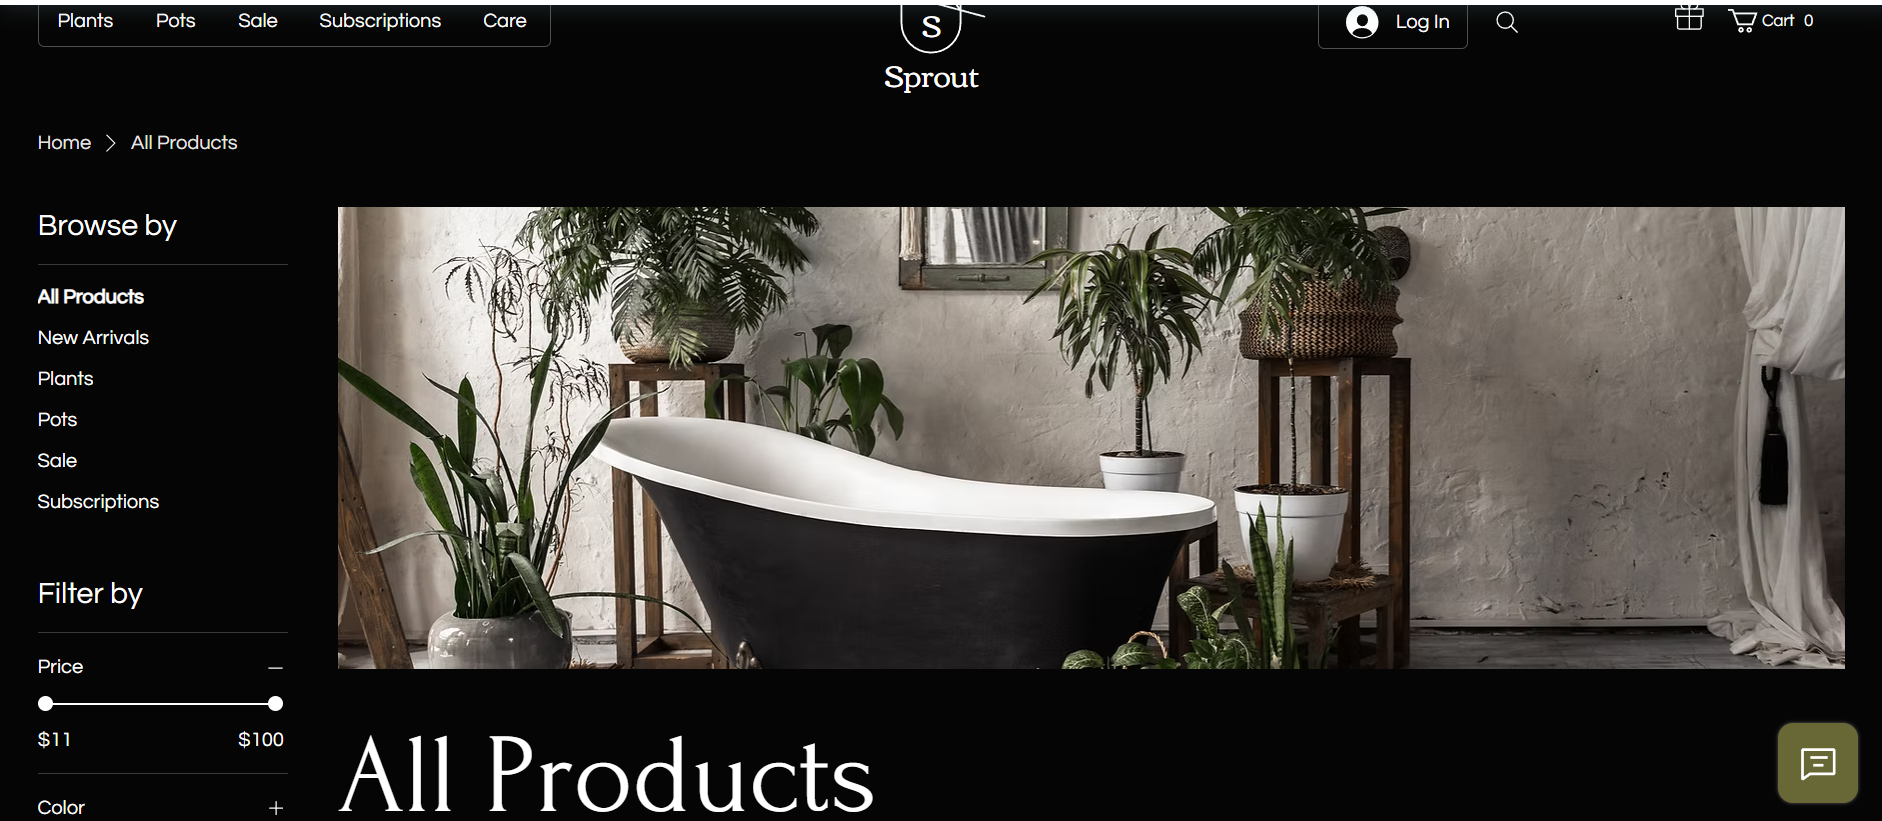 Plants Pots Sale Subscriptions Care
S
Sprout
Log In
Cart 0
Home All Products
Browse by
All Products
New Arrivals
Plants
Pots
Sale
Subscriptions
Filter by
Price
$11 $100
Color
All Products